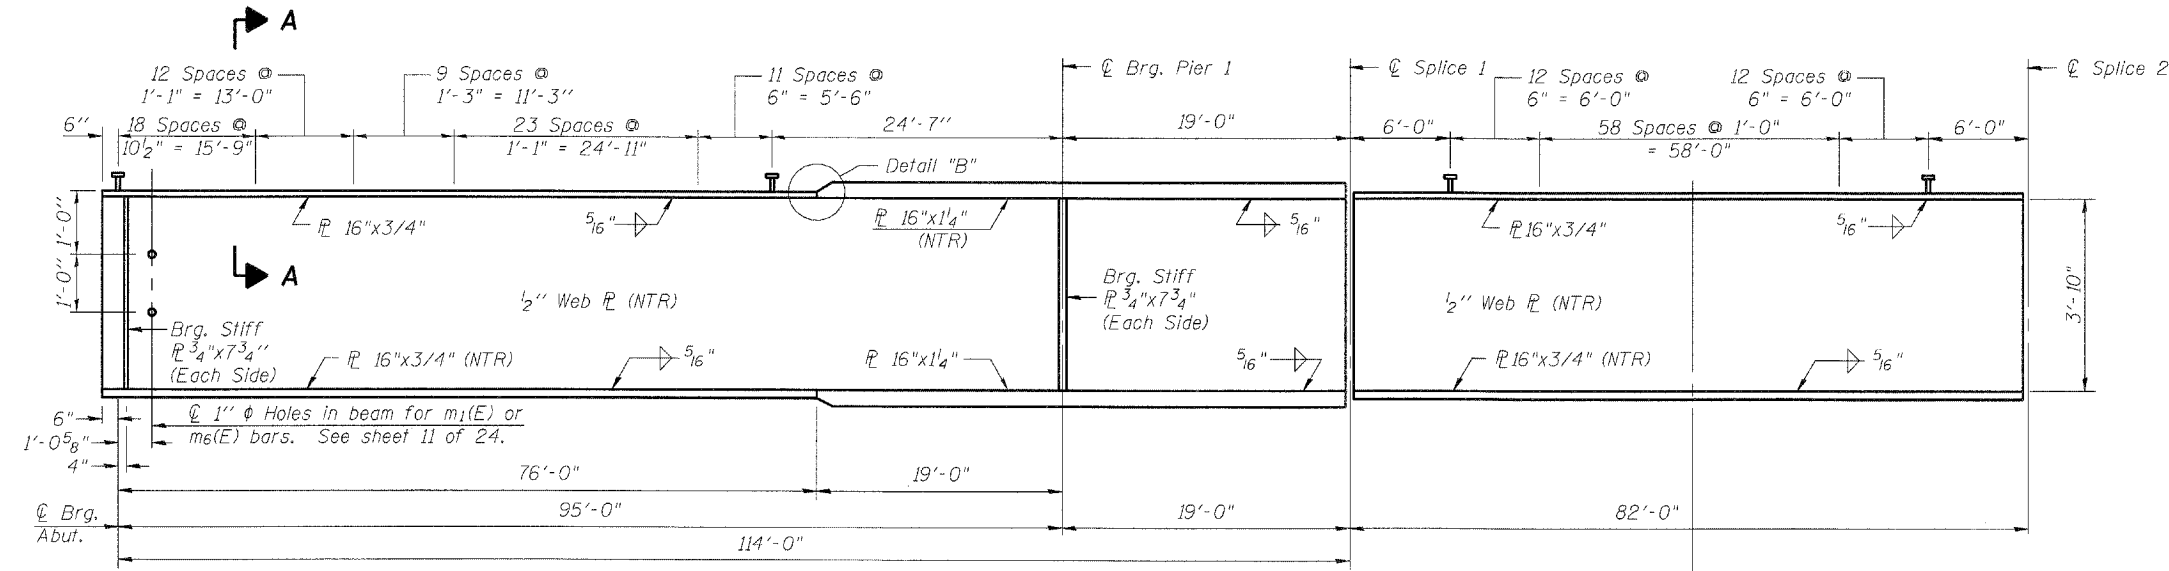 A
12 Spaces @
1'-1" = 13'-0"
9 Spaces @
1'-3" = 11'-3"
11 Spaces @
6" = 5'-6"
℄ Brg. Pier 1
℄ Splice 1
12 Spaces @
6" = 6'-0"
12 Spaces @
6" = 6'-0"
℄ Splice 2
6"
18 Spaces @
10½" = 15'-9"
23 Spaces @
1'-1" = 24'-11"
24'-7"
19'-0"
6'-0"
58 Spaces @ 1'-0"
= 58'-0"
6'-0"
Detail "B"
1'-0"
1'-0"
℄ 16"x3/4"
5/16"
℄ 16"x1¼"
(NTR)
5/16"
℄ 16"x3/4"
5/16"
A
½" Web ℄ (NTR)
Brg. Stiff
℄ ¾"x7¾"
(Each Side)
½" Web ℄ (NTR)
3'-10"
Brg. Stiff
℄ ¾"x7¾"
(Each Side)
℄ 16"x3/4" (NTR)
5/16"
℄ 16"x1¼"
5/16"
℄ 16"x3/4" (NTR)
5/16"
6"
1'-0⅝"
4"
℄ 1" ϕ Holes in beam for m1(E) or
m6(E) bars. See sheet 11 of 24.
76'-0"
19'-0"
℄ Brg.
Abut.
95'-0"
19'-0"
82'-0"
114'-0"